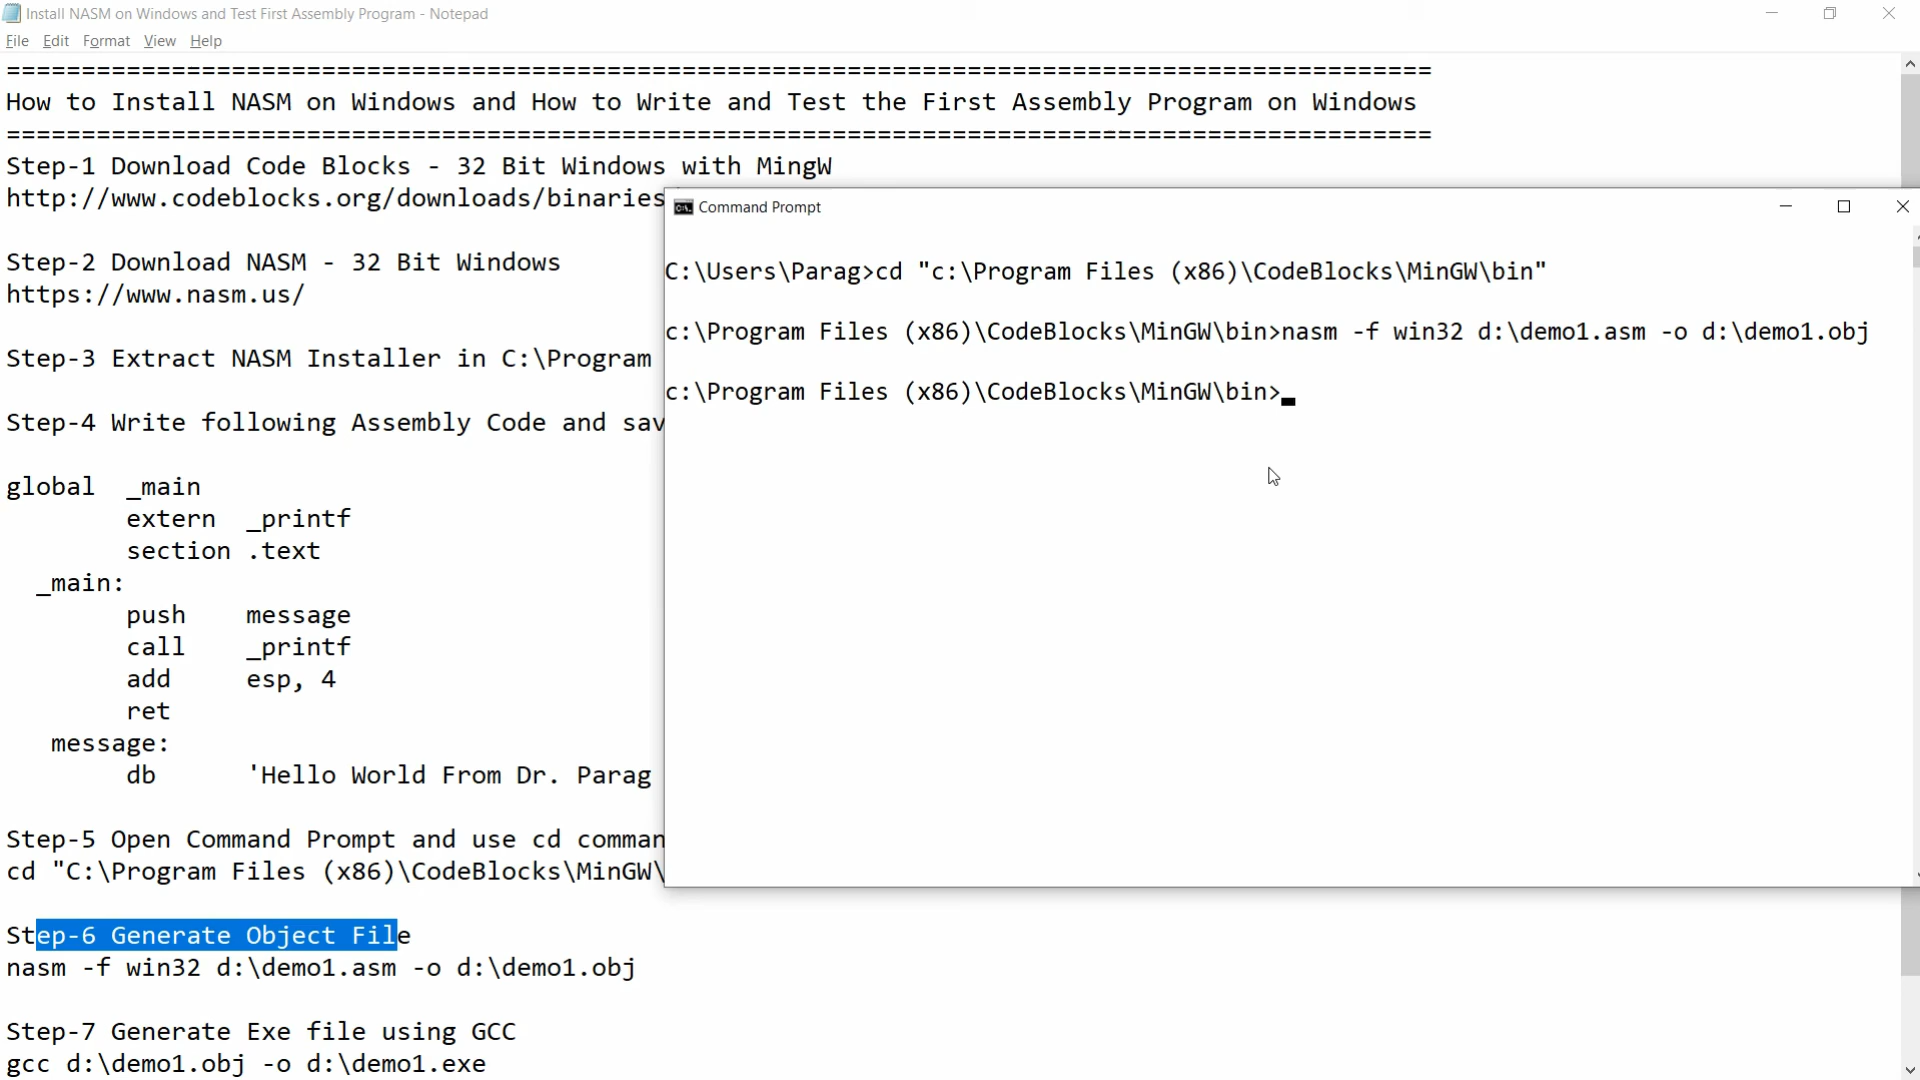 Install NASM on Windows and Test First Assembly Program - Notepad
File Edit Format View Help
===============================================================================================
How to Install NASM on Windows and How to Write and Test the First Assembly Program on Windows
===============================================================================================
Step-1 Download Code Blocks - 32 Bit Windows with MingW
http://www.codeblocks.org/downloads/binaries
Step-2 Download NASM - 32 Bit Windows
https://www.nasm.us/
Step-3 Extract NASM Installer in C:\Program
Step-4 Write following Assembly Code and sav
global _main
extern _printf
section .text
_main:
push message
call _printf
add esp, 4
ret
message:
db 'Hello World From Dr. Parag
Step-5 Open Command Prompt and use cd comman
cd "C:\Program Files (x86)\CodeBlocks\MinGW\
Step-6 Generate Object File
nasm -f win32 d:\demo1.asm -o d:\demo1.obj
Step-7 Generate Exe file using GCC
gcc d:\demo1.obj -o d:\demo1.exe
Command Prompt
C:\Users\Parag>cd "c:\Program Files (x86)\CodeBlocks\MinGW\bin"
c:\Program Files (x86)\CodeBlocks\MinGW\bin>nasm -f win32 d:\demo1.asm -o d:\demo1.obj
c:\Program Files (x86)\CodeBlocks\MinGW\bin>